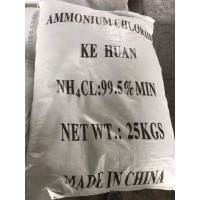 AMMONIUM CHLORIDE
KE HUAN
NH₄CL:99.5%MIN
NET WT.: 25KGS
MADE IN CHINA